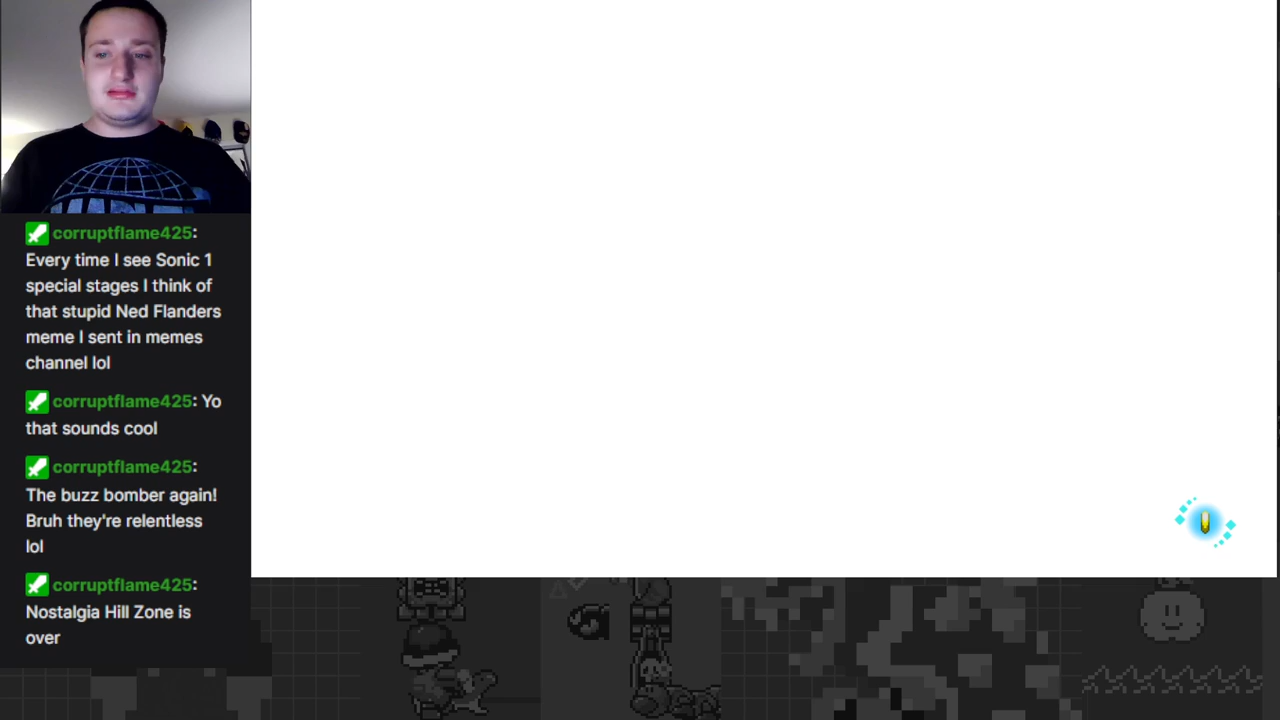 corruptflame425:
Every time I see Sonic 1
special stages I think of
that stupid Ned Flanders
meme I sent in memes
channel lol
corruptflame425: Yo
that sounds cool
corruptflame425:
The buzz bomber again!
Bruh they're relentless
lol
corruptflame425:
Nostalgia Hill Zone is
over